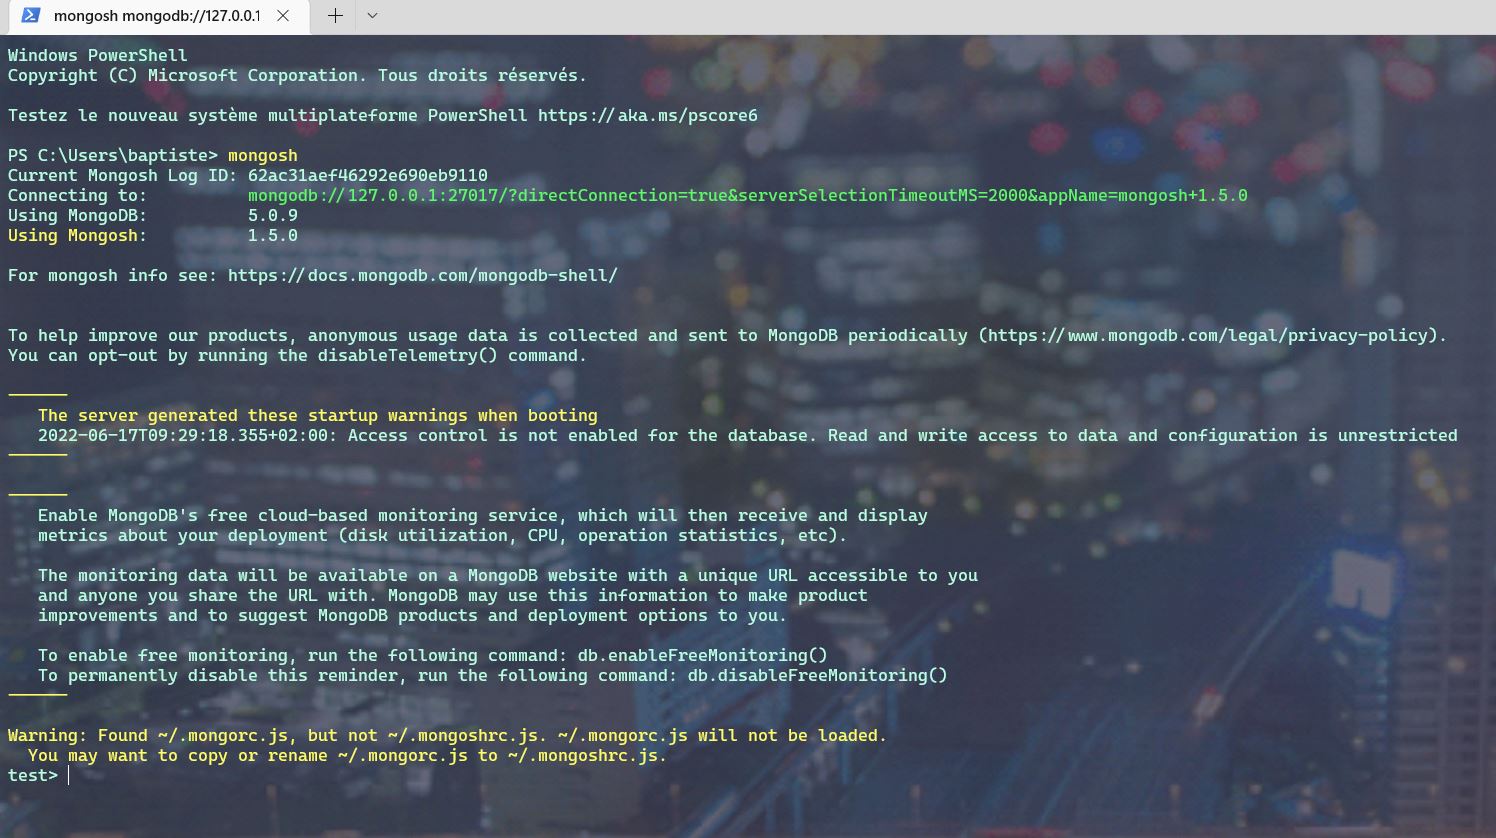 mongosh mongodb://127.0.0.1
Windows PowerShell
Copyright (C) Microsoft Corporation. Tous droits réservés.
Testez le nouveau système multiplateforme PowerShell https://aka.ms/pscore6
PS C:\Users\baptiste> mongosh
Current Mongosh Log ID: 62ac31aef46292e690eb9110
Connecting to: mongodb://127.0.0.1:27017/?directConnection=true&serverSelectionTimeoutMS=2000&appName=mongosh+1.5.0
Using MongoDB: 5.0.9
Using Mongosh: 1.5.0
For mongosh info see: https://docs.mongodb.com/mongodb-shell/
To help improve our products, anonymous usage data is collected and sent to MongoDB periodically (https://www.mongodb.com/legal/privacy-policy).
You can opt-out by running the disableTelemetry() command.
------
The server generated these startup warnings when booting
2022-06-17T09:29:18.355+02:00: Access control is not enabled for the database. Read and write access to data and configuration is unrestricted
------
------
Enable MongoDB's free cloud-based monitoring service, which will then receive and display
metrics about your deployment (disk utilization, CPU, operation statistics, etc).
The monitoring data will be available on a MongoDB website with a unique URL accessible to you
and anyone you share the URL with. MongoDB may use this information to make product
improvements and to suggest MongoDB products and deployment options to you.
To enable free monitoring, run the following command: db.enableFreeMonitoring()
To permanently disable this reminder, run the following command: db.disableFreeMonitoring()
------
Warning: Found ~/.mongorc.js, but not ~/.mongoshrc.js. ~/.mongorc.js will not be loaded.
You may want to copy or rename ~/.mongorc.js to ~/.mongoshrc.js.
test>